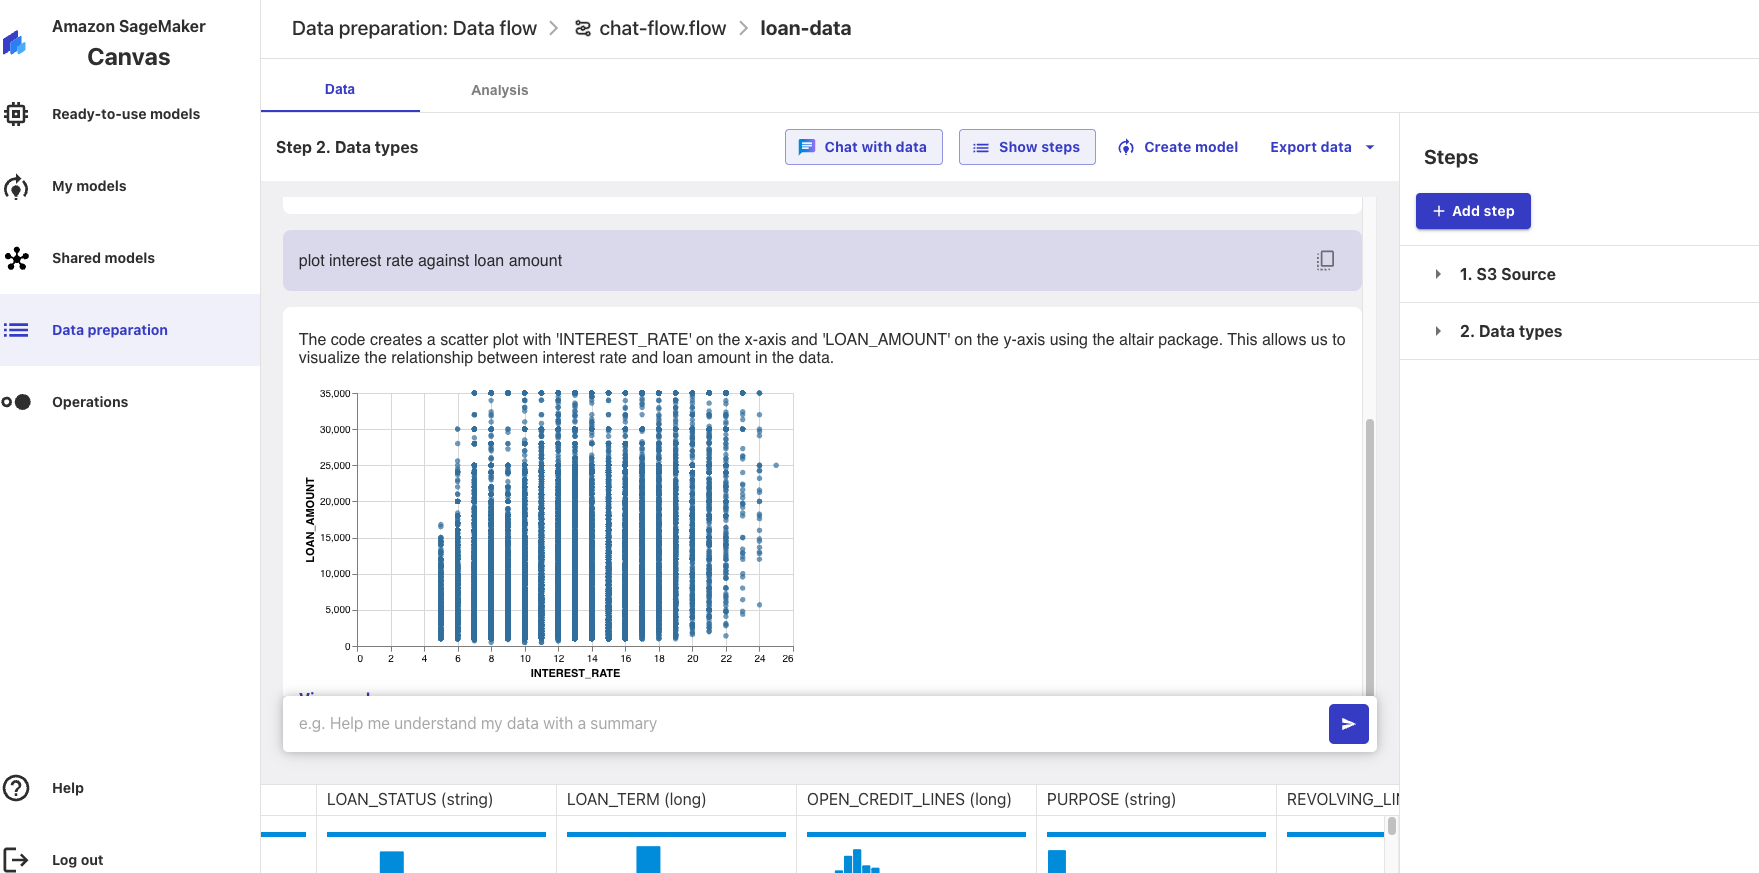 Amazon SageMaker
Canvas
Ready-to-use models
My models
Shared models
Data preparation
Operations
Help
Log out
Data preparation: Data flow > chat-flow.flow > loan-data
Data
Analysis
Step 2. Data types
Chat with data
Show steps
Create model
Export data
plot interest rate against loan amount
The code creates a scatter plot with 'INTEREST_RATE' on the x-axis and 'LOAN_AMOUNT' on the y-axis using the altair package. This allows us to
visualize the relationship between interest rate and loan amount in the data.
LOAN_AMOUNT
35,000
30,000
25,000
20,000
15,000
10,000
5,000
0
0 2 4 6 8 10 12 14 16 18 20 22 24 26
INTEREST_RATE
e.g. Help me understand my data with a summary
LOAN_STATUS (string)
LOAN_TERM (long)
OPEN_CREDIT_LINES (long)
PURPOSE (string)
Steps
+ Add step
1. S3 Source
2. Data types